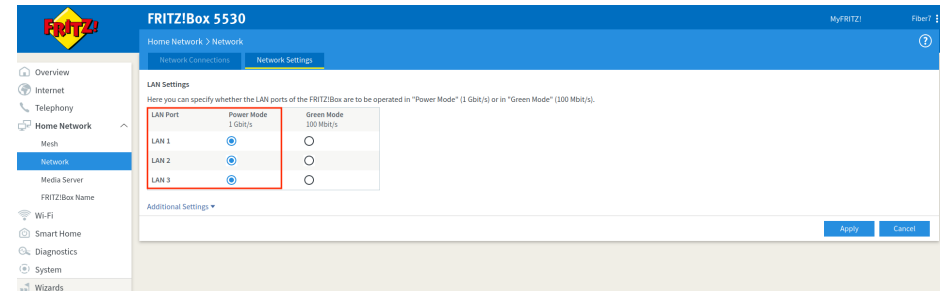 FRITZ!
FRITZ!Box 5530
MyFRITZ!
Fiber7
Home Network > Network
?
Network Connections
Network Settings
Overview
Internet
Telephony
Home Network
Mesh
Network
Media Server
FRITZ!Box Name
Wi-Fi
Smart Home
Diagnostics
System
Wizards
LAN Settings
Here you can specify whether the LAN ports of the FRITZ!Box are to be operated in "Power Mode" (1 Gbit/s) or in "Green Mode" (100 Mbit/s).
LAN Port Power Mode Green Mode
1 Gbit/s 100 Mbit/s
LAN 1
LAN 2
LAN 3
Additional Settings
Apply Cancel